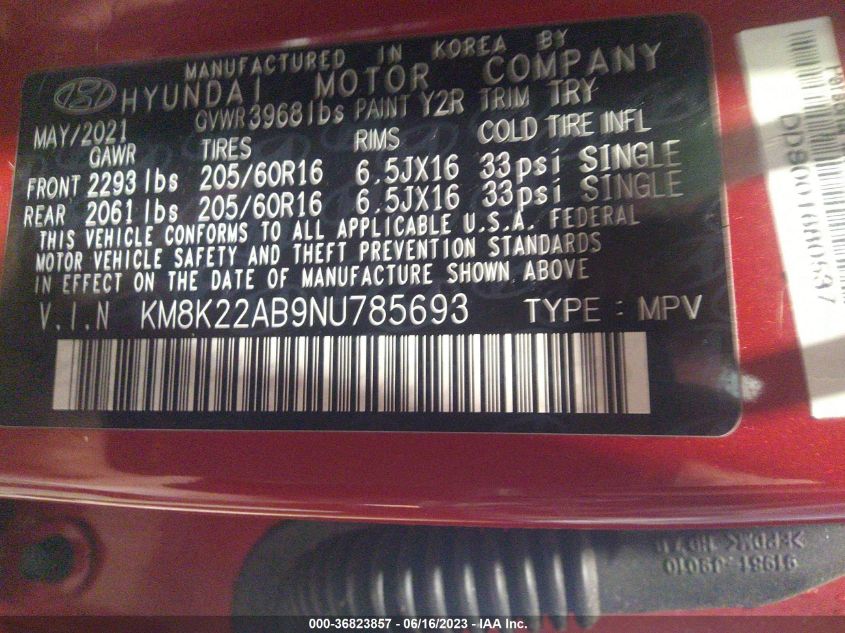 MANUFACTURED IN KOREA BY
HYUNDAI MOTOR COMPANY
MAY/2021 GVWR 3968 lbs PAINT Y2R TRIM TRY
GAWR TIRES RIMS COLD TIRE INFL
FRONT 2293 lbs 205/60R16 6.5JX16 33psi SINGLE
REAR 2061 lbs 205/60R16 6.5JX16 33psi SINGLE
THIS VEHICLE CONFORMS TO ALL APPLICABLE U.S.A. FEDERAL
MOTOR VEHICLE SAFETY AND THEFT PREVENTION STANDARDS
IN EFFECT ON THE DATE OF MANUFACTURE SHOWN ABOVE.
V.I.N KM8K22AB9NU785693 TYPE : MPV
91981-J9010
000-36823857 - 06/16/2023 - IAA Inc.